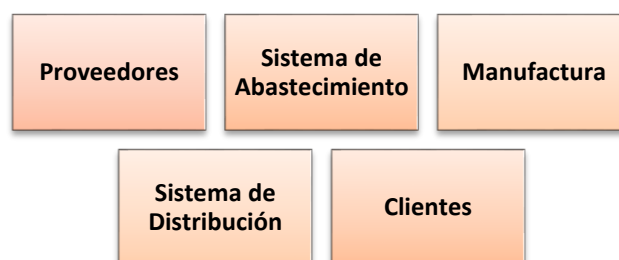 Proveedores
Sistema de
Abastecimiento
Manufactura
Sistema de
Distribución
Clientes